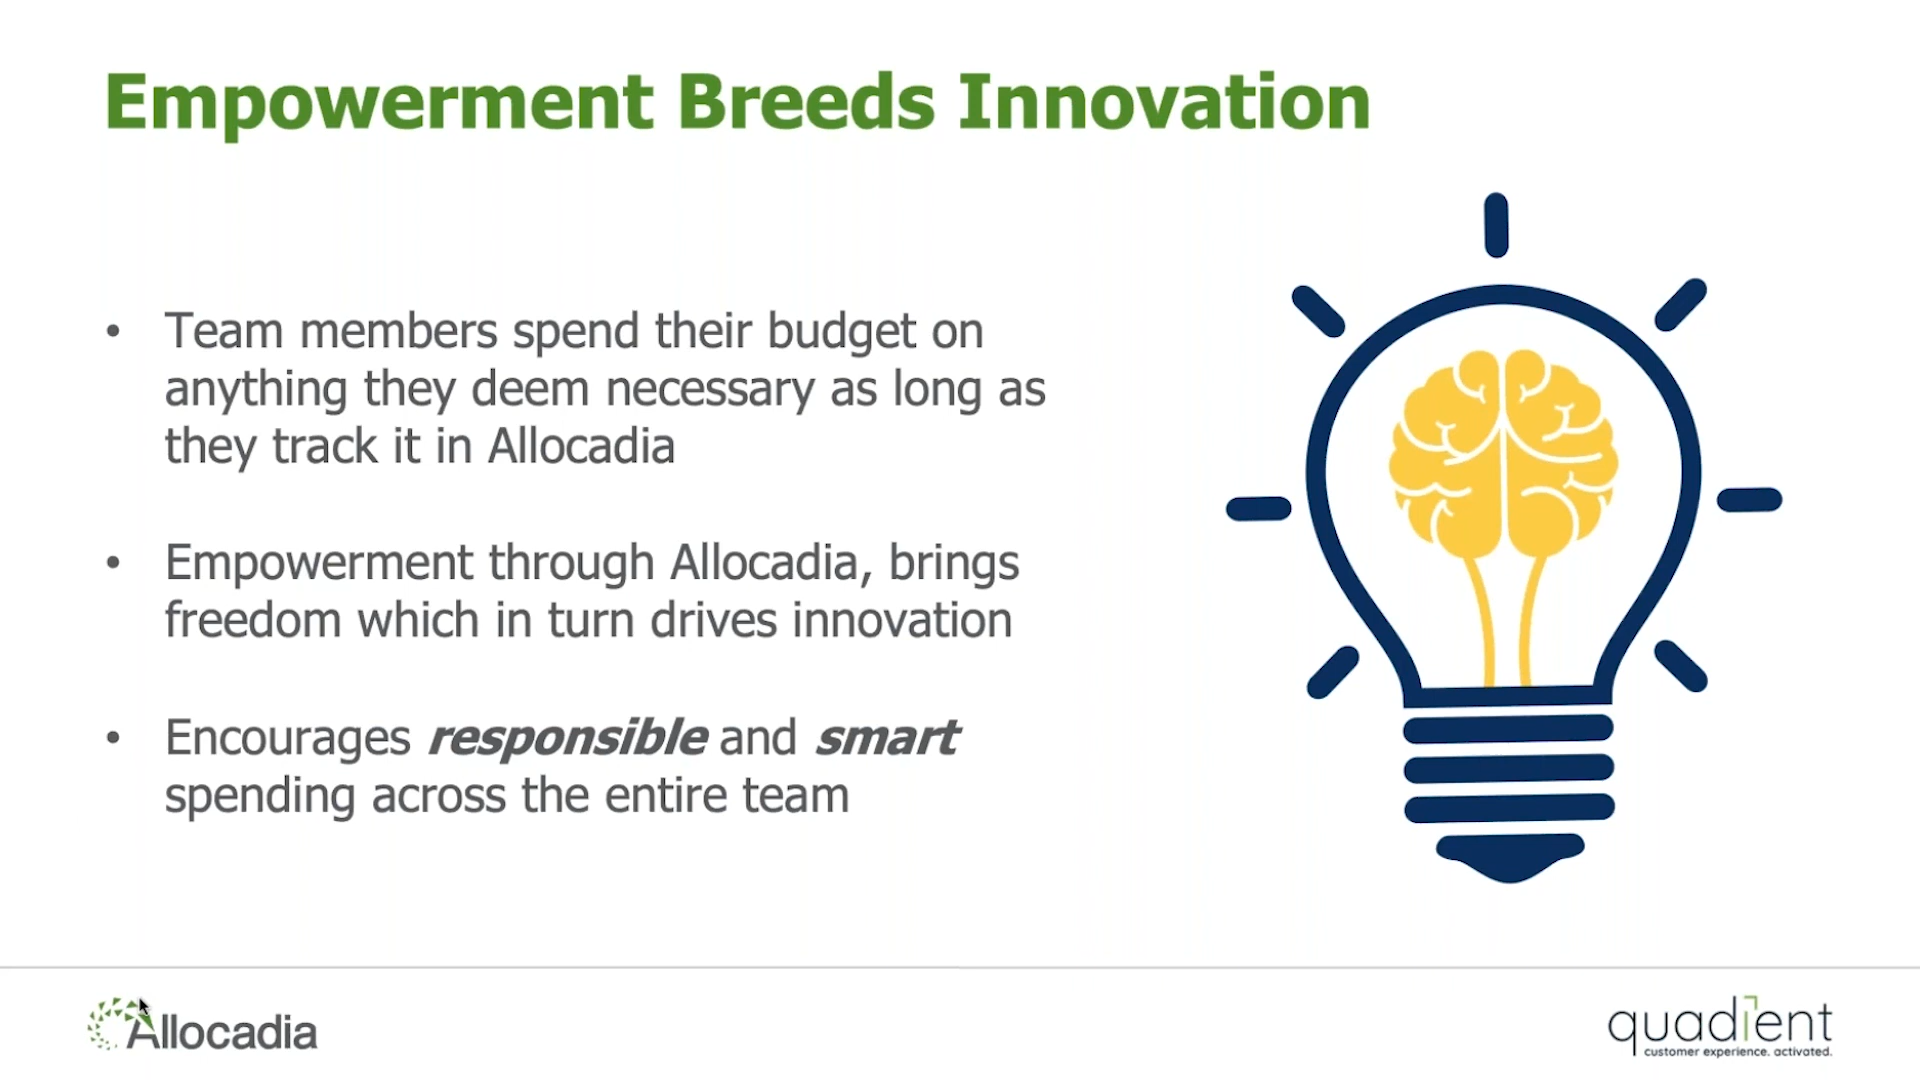 Empowerment Breeds Innovation
• Team members spend their budget on
anything they deem necessary as long as
they track it in Allocadia
• Empowerment through Allocadia, brings
freedom which in turn drives innovation
• Encourages responsible and smart
spending across the entire team
Allocadia
quadient
customer experience. activated.